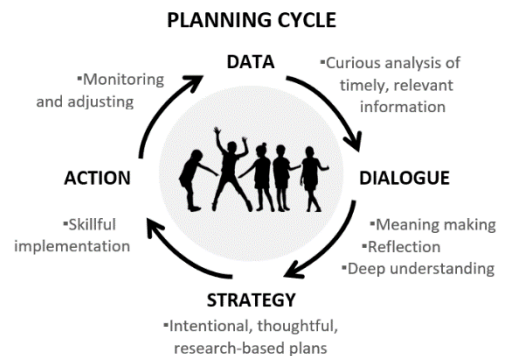 PLANNING CYCLE
DATA
▪Curious analysis of
timely, relevant
information
DIALOGUE
▪Meaning making
▪Reflection
▪Deep understanding
STRATEGY
▪Intentional, thoughtful,
research-based plans
ACTION
▪Skillful
implementation
▪Monitoring
and adjusting